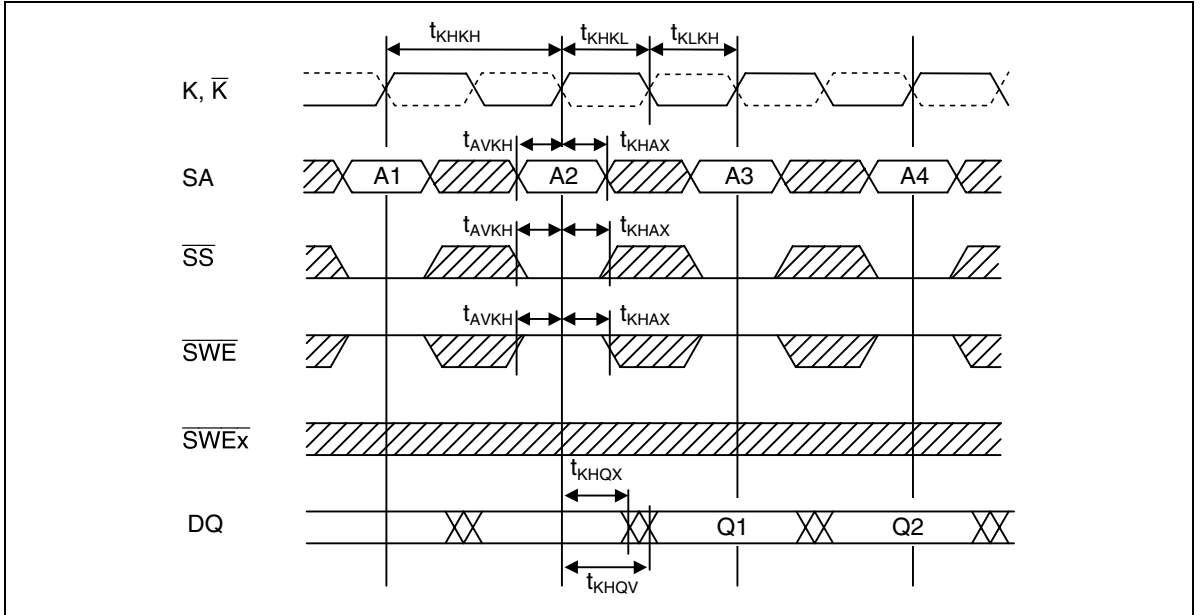 tKHKH tKHKL tKLKH
K, K̅
tAVKH tKHAX
SA A1 A2 A3 A4
tAVKH tKHAX
S̅S̅
tAVKH tKHAX
S̅W̅E̅
S̅W̅E̅x̅
tKHQX
DQ Q1 Q2
tKHQV